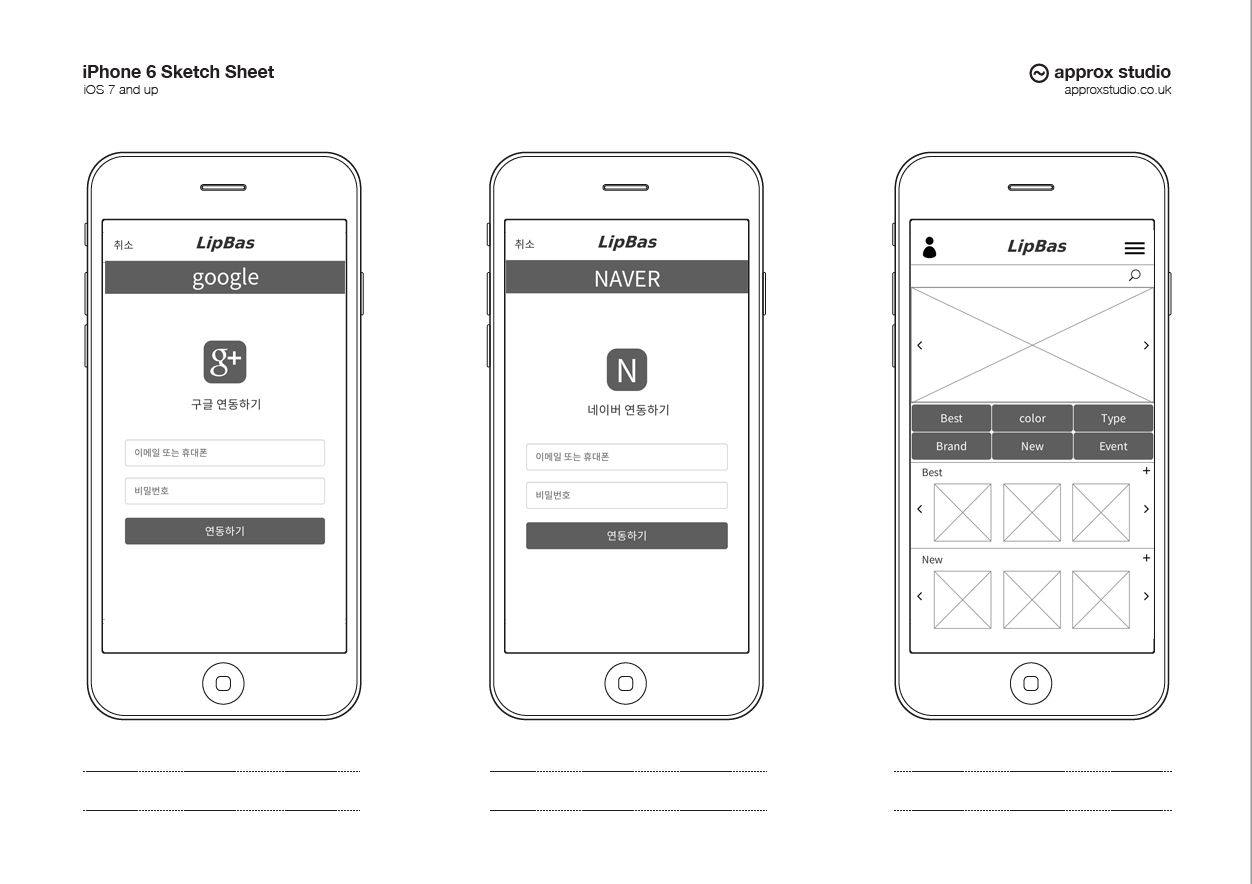 iPhone 6 Sketch Sheet
iOS 7 and up
approx studio
approxstudio.co.uk
취소
LipBas
google
g+
구글 연동하기
이메일 또는 휴대폰
비밀번호
연동하기
취소
LipBas
NAVER
N
네이버 연동하기
이메일 또는 휴대폰
비밀번호
연동하기
LipBas
Best
color
Type
Brand
New
Event
Best
New